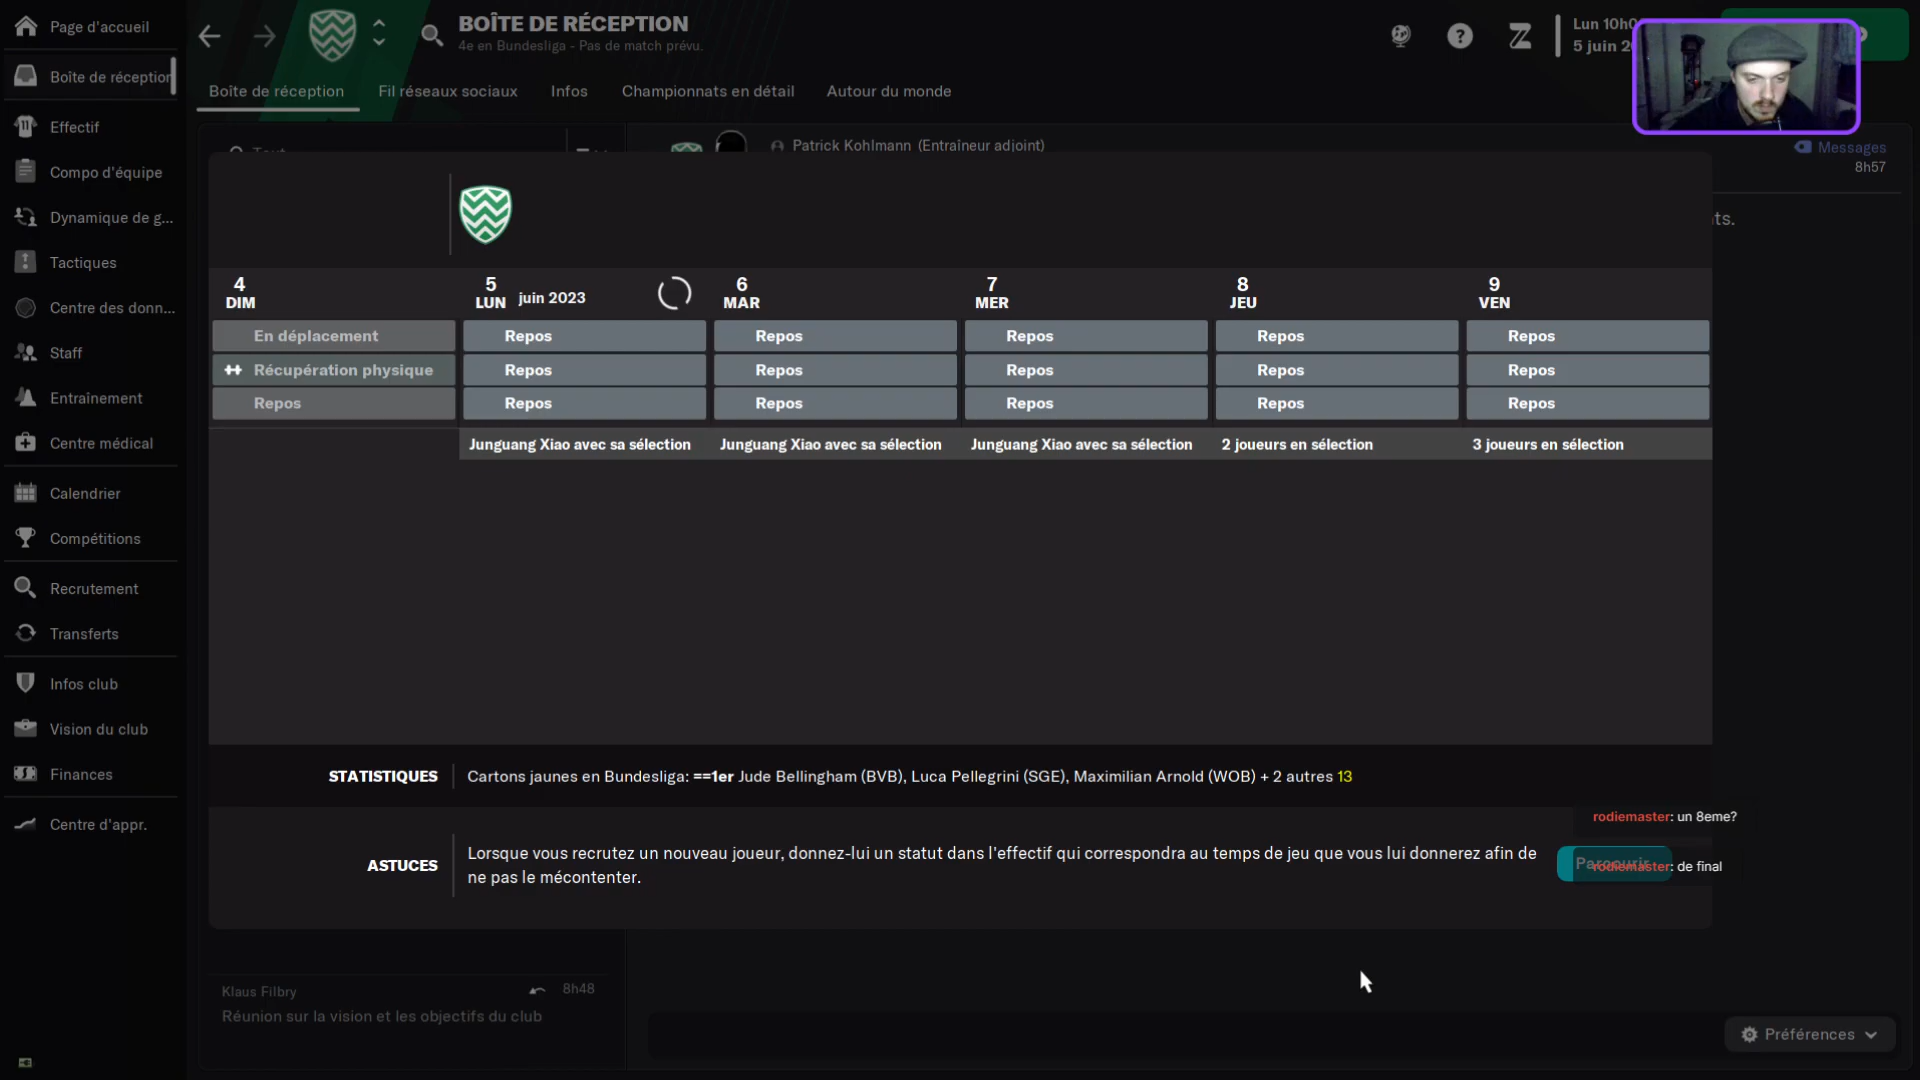 Page d'accueil
Boîte de réception
Effectif
Compo d'équipe
Dynamique de g...
Tactiques
Centre des donn...
Staff
Entraînement
Centre médical
Calendrier
Compétitions
Recrutement
Transferts
Infos club
Vision du club
Finances
Centre d'appr.
BOÎTE DE RÉCEPTION
4e en Bundesliga - Pas de match prévu.
Lun 10h0
5 juin 2
Boîte de réception
Fil réseaux sociaux
Infos
Championnats en détail
Autour du monde
Patrick Kohlmann (Entraîneur adjoint)
Messages
8h57
ts.
4
DIM
5
LUN juin 2023
6
MAR
7
MER
8
JEU
9
VEN
En déplacement Repos Repos Repos Repos Repos
Récupération physique Repos Repos Repos Repos Repos
Repos Repos Repos Repos Repos Repos
Junguang Xiao avec sa sélection Junguang Xiao avec sa sélection Junguang Xiao avec sa sélection 2 joueurs en sélection 3 joueurs en sélection
STATISTIQUES
Cartons jaunes en Bundesliga: ==1er Jude Bellingham (BVB), Luca Pellegrini (SGE), Maximilian Arnold (WOB) + 2 autres 13
ASTUCES
Lorsque vous recrutez un nouveau joueur, donnez-lui un statut dans l'effectif qui correspondra au temps de jeu que vous lui donnerez afin de
ne pas le mécontenter.
rodiemaster: un 8eme?
Parcourir
rodiemaster: de final
Klaus Filbry
8h48
Réunion sur la vision et les objectifs du club
Préférences